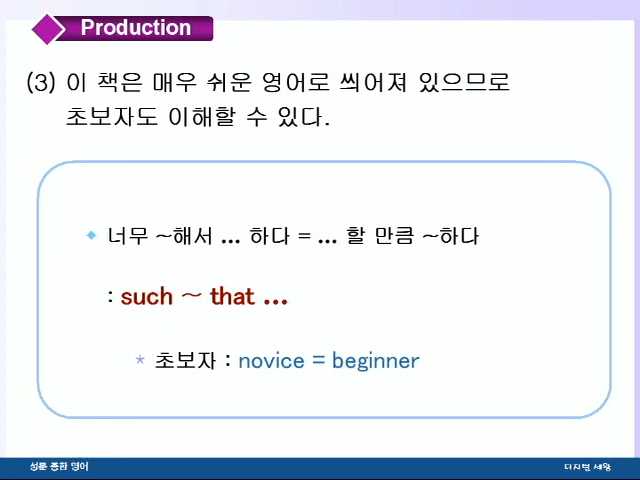 Production
(3) 이 책은 매우 쉬운 영어로 씌어져 있으므로
초보자도 이해할 수 있다.
너무 ~해서 ... 하다 = ... 할 만큼 ~하다
: such ~ that ...
* 초보자 : novice = beginner
성문 종합 영어
디지털 세왕